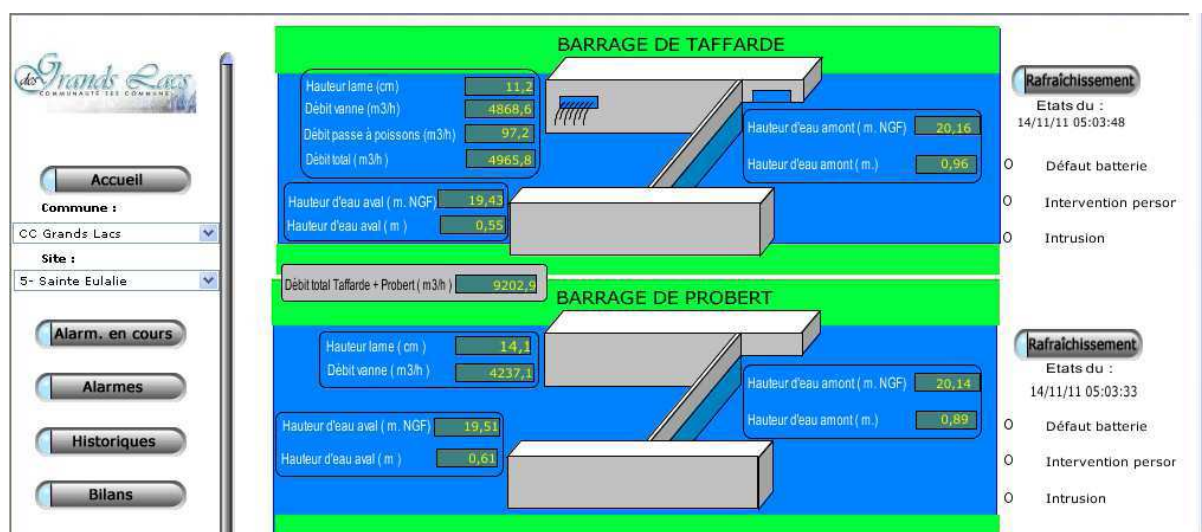 des Grands Lacs
COMMUNAUTÉ DES COMMUNES
Accueil
Commune :
CC Grands Lacs
Site :
5- Sainte Eulalie
Alarm. en cours
Alarmes
Historiques
Bilans
BARRAGE DE TAFFARDE
Hauteur lame (cm) 11,2
Débit vanne (m3/h) 4868,6
Débit passe à poissons (m3/h) 97,2
Débit total ( m3/h ) 4965,8
Hauteur d'eau aval ( m. NGF) 19,43
Hauteur d'eau aval ( m ) 0,55
Hauteur d'eau amont ( m. NGF) 20,16
Hauteur d'eau amont ( m.) 0,96
Débit total Taffarde + Probert ( m3/h ) 9202,9
BARRAGE DE PROBERT
Hauteur lame ( cm ) 14,1
Débit vanne ( m3/h ) 4237,1
Hauteur d'eau aval ( m. NGF) 19,51
Hauteur d'eau aval ( m ) 0,61
Hauteur d'eau amont ( m. NGF) 20,14
Hauteur d'eau amont ( m.) 0,89
Rafraîchissement
Etats du :
14/11/11 05:03:48
Défaut batterie
Intervention person
Intrusion
Rafraîchissement
Etats du :
14/11/11 05:03:33
Défaut batterie
Intervention person
Intrusion